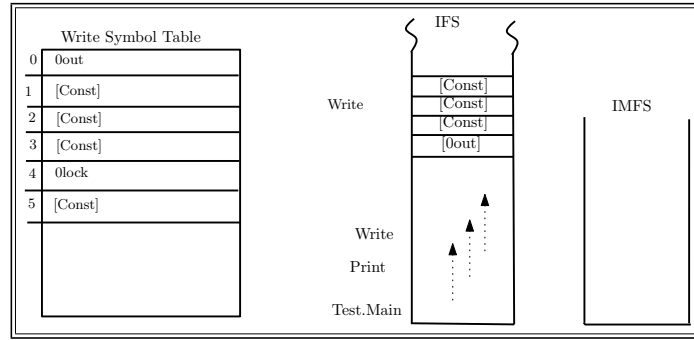 Write Symbol Table
0 0out
1 [Const]
2 [Const]
3 [Const]
4 0lock
5 [Const]
IFS
Write
[Const]
[Const]
[Const]
[0out]
Write
Print
Test.Main
IMFS